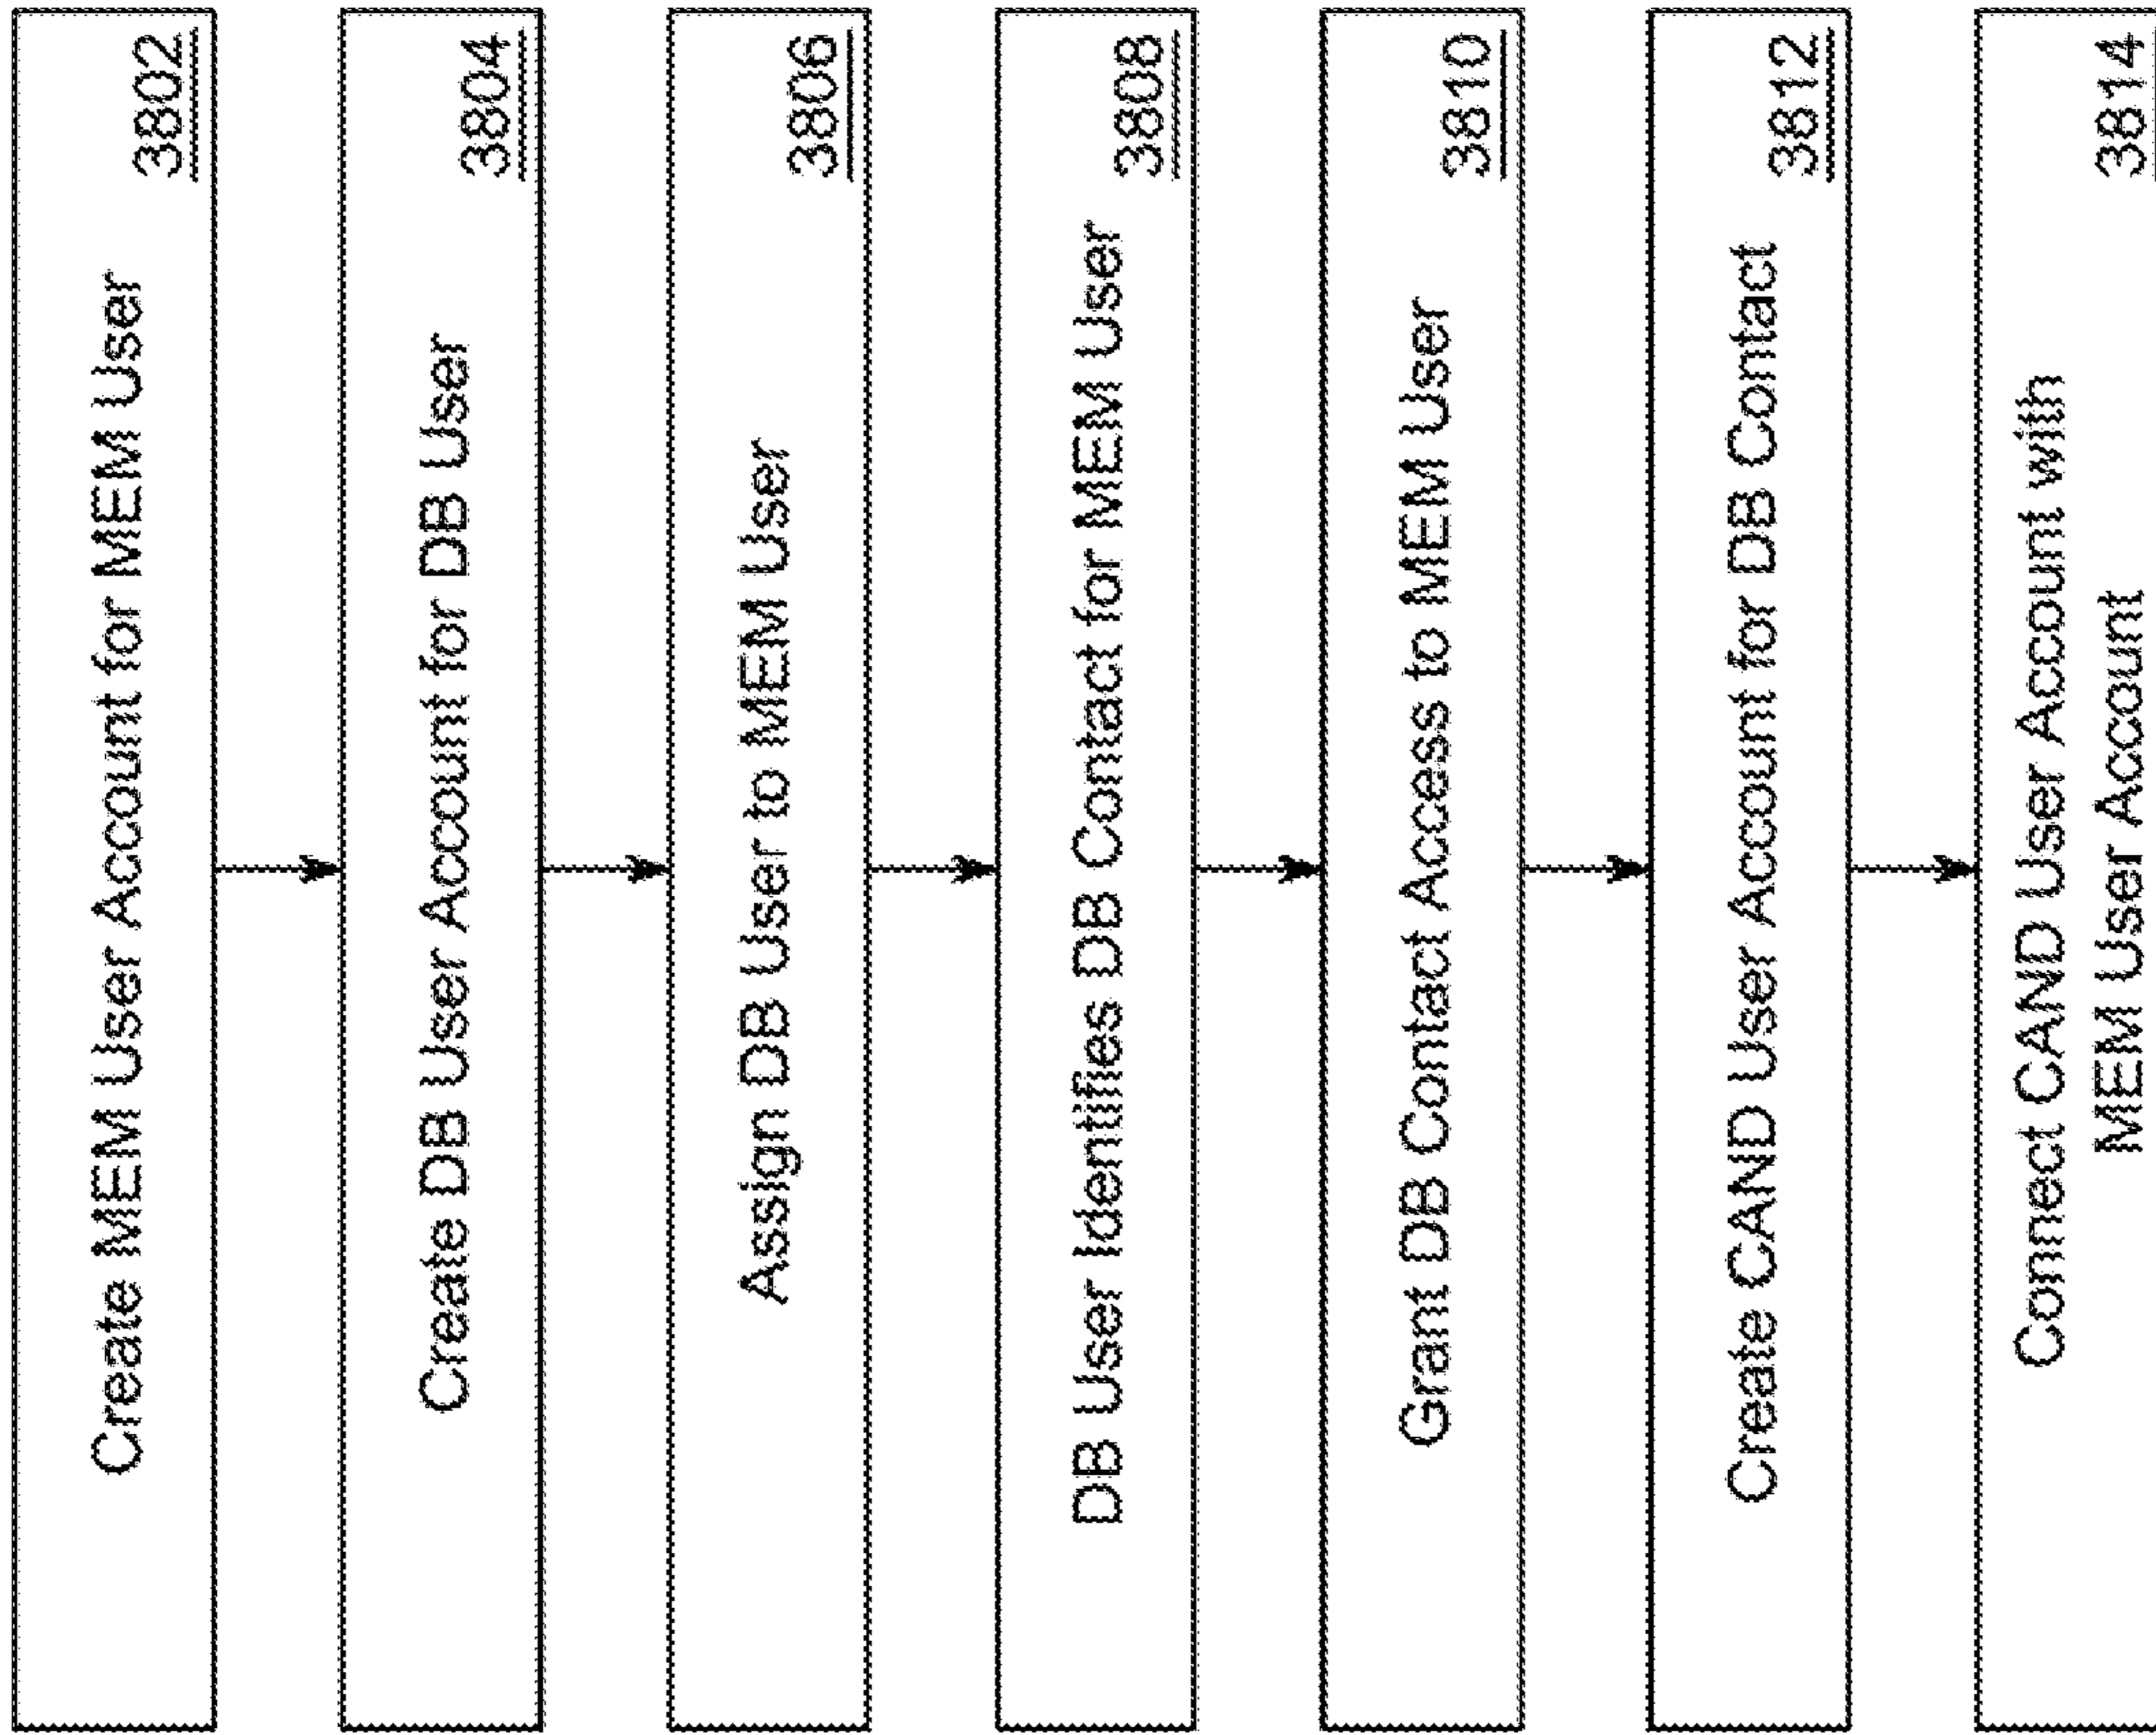 Create MEM User Account for MEM User
3802
Create DB User Account for DB User
3804
Assign DB User to MEM User
3806
DB User Identifies DB Contact for MEM User
3808
Grant DB Contact Access to MEM User
3810
Create CAND User Account for DB Contact
3812
Connect CAND User Account with
MEM User Account
3814